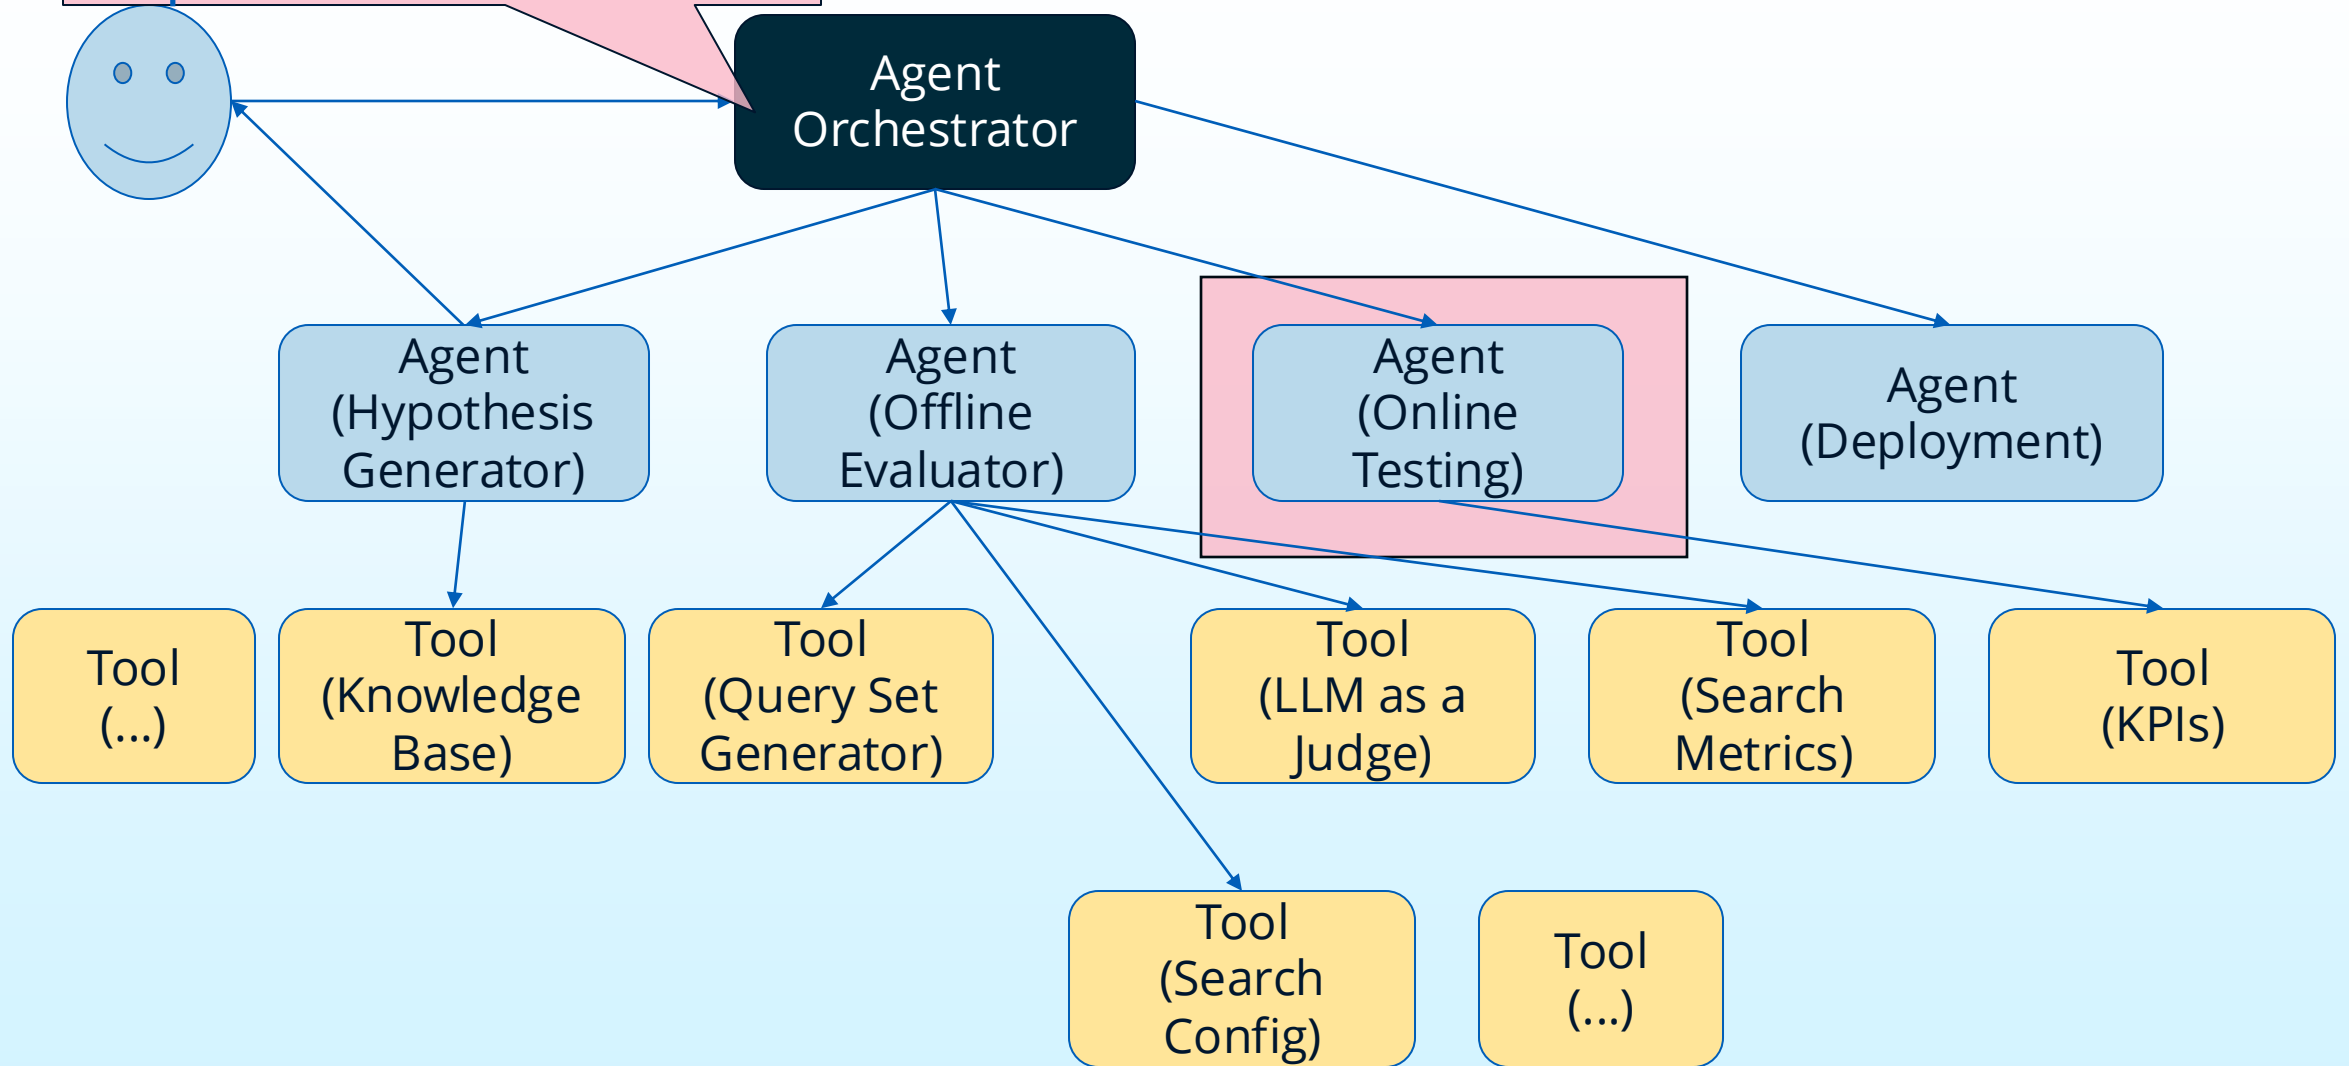 Agent
Orchestrator
Agent
(Hypothesis
Generator)
Agent
(Offline
Evaluator)
Agent
(Online
Testing)
Agent
(Deployment)
Tool
(...)
Tool
(Knowledge
Base)
Tool
(Query Set
Generator)
Tool
(LLM as a
Judge)
Tool
(Search
Metrics)
Tool
(KPIs)
Tool
(Search
Config)
Tool
(...)